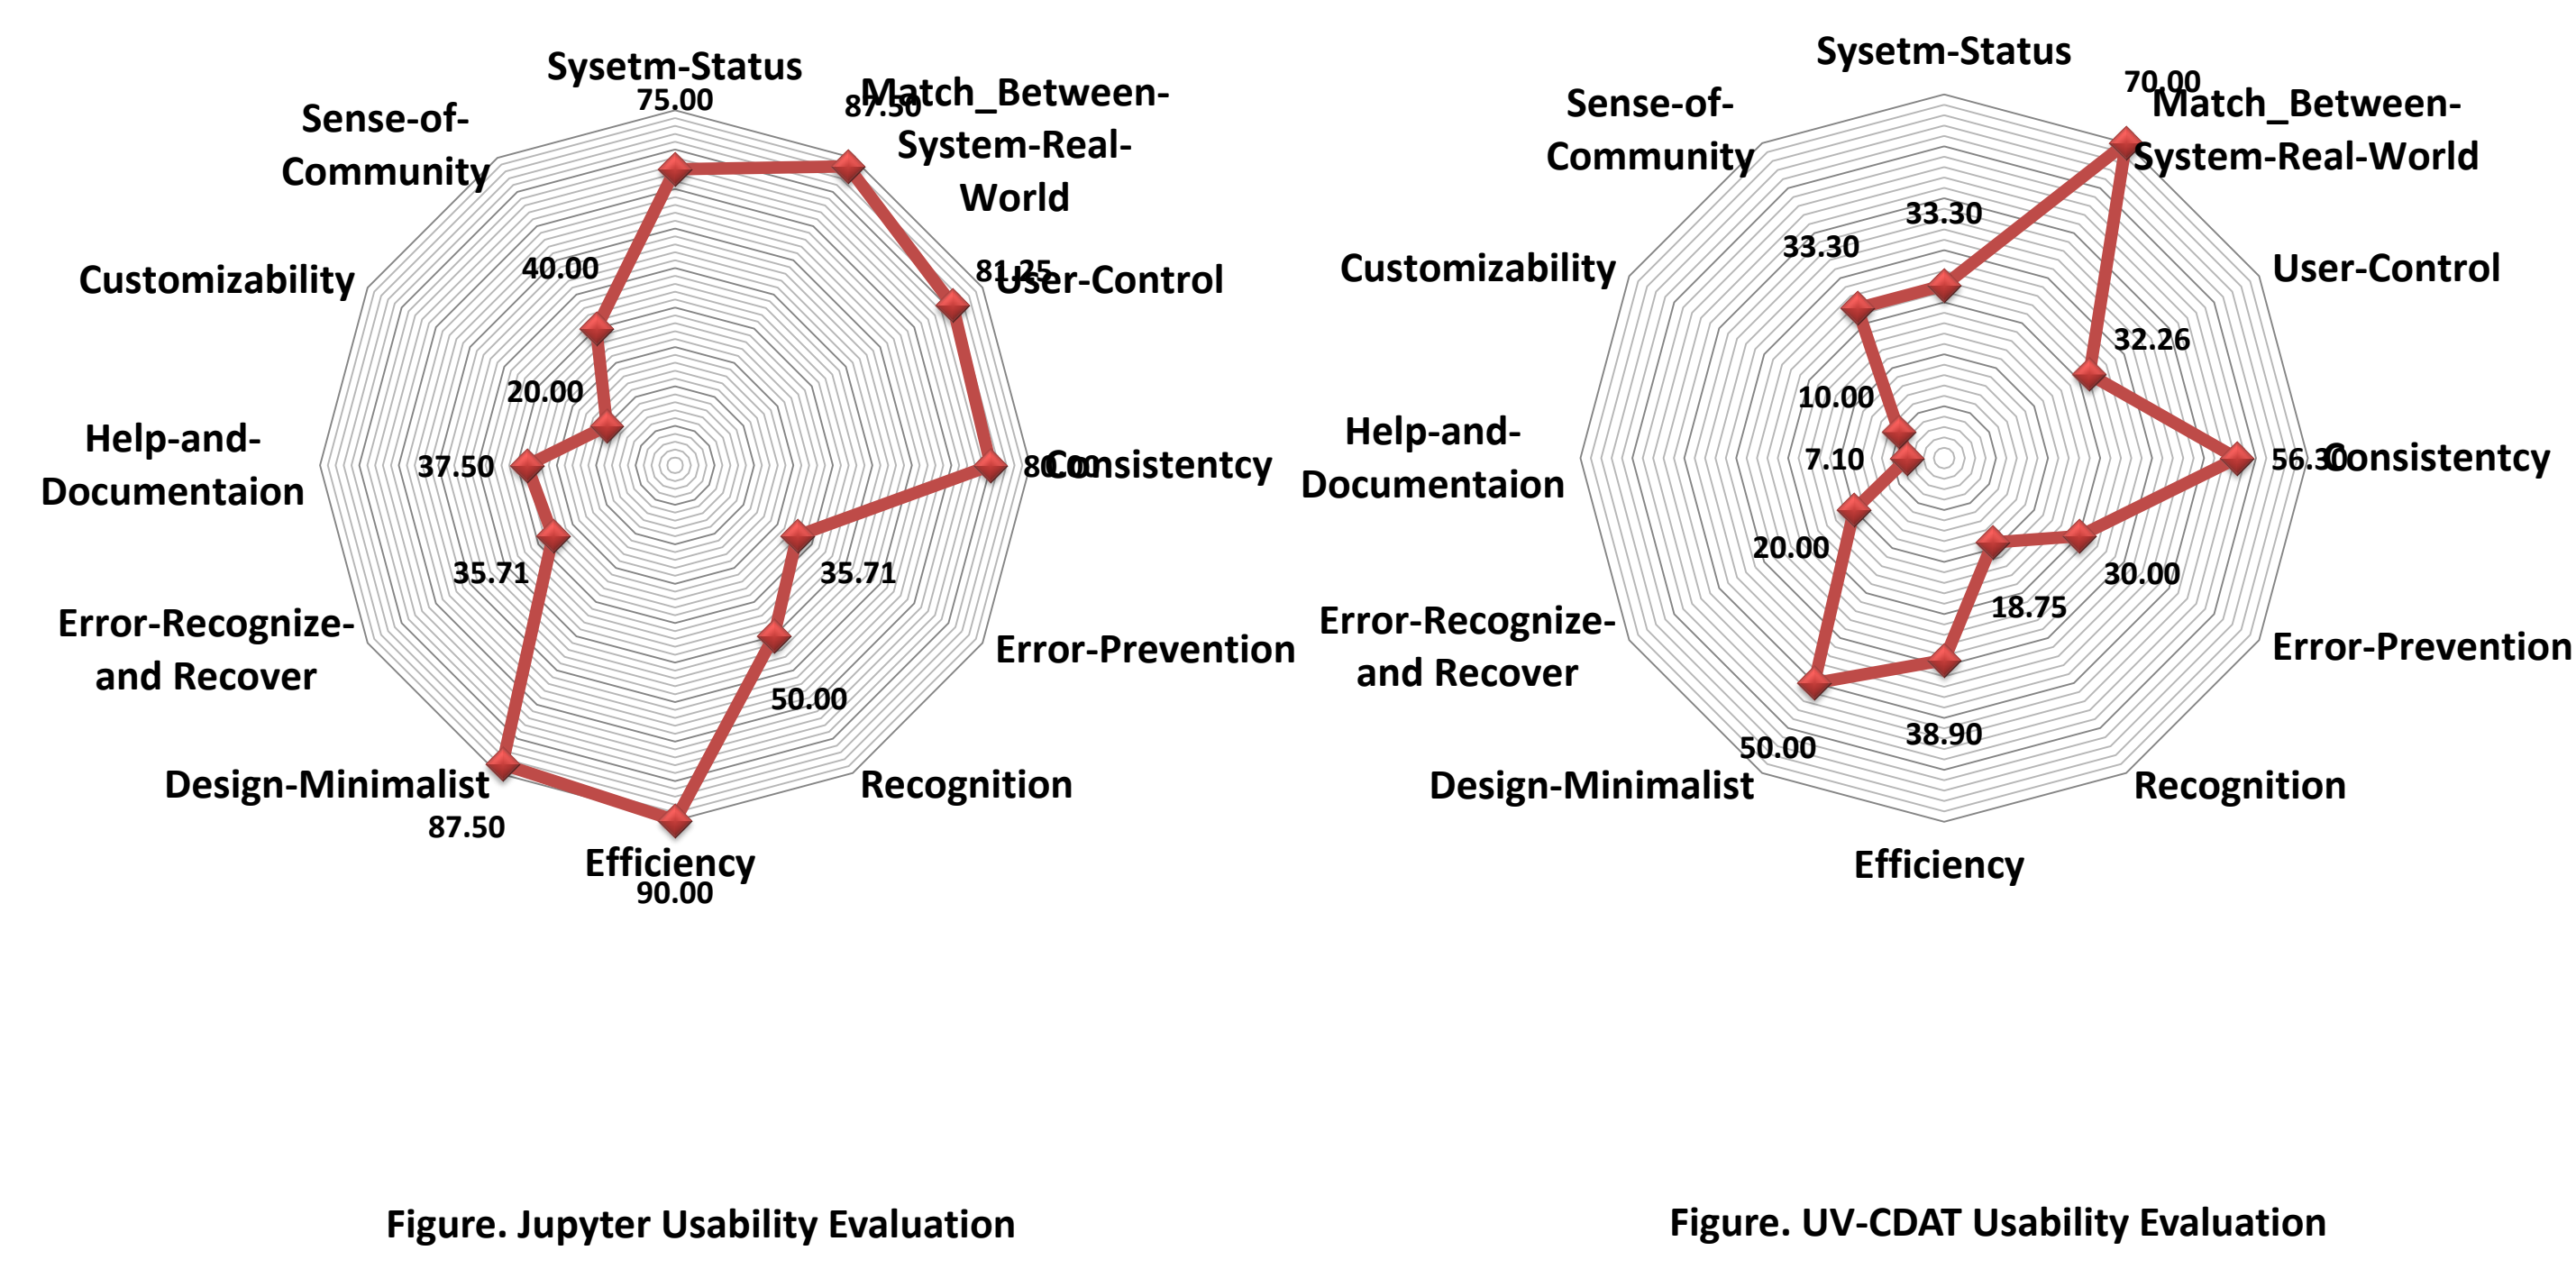 Sysetm-Status
75.00
Match_Between-
System-Real-
World
87.50
User-Control
81.25
Consistentcy
80.00
Error-Prevention
35.71
Recognition
50.00
Efficiency
90.00
Design-Minimalist
87.50
Error-Recognize-
and Recover
35.71
Help-and-
Documentaion
37.50
Customizability
20.00
Sense-of-
Community
40.00
Figure. Jupyter Usability Evaluation
Sysetm-Status
33.30
Match_Between-
System-Real-World
70.00
User-Control
32.26
Consistentcy
56.30
Error-Prevention
30.00
Recognition
18.75
Efficiency
38.90
Design-Minimalist
50.00
Error-Recognize-
and Recover
20.00
Help-and-
Documentaion
7.10
Customizability
10.00
Sense-of-
Community
33.30
Figure. UV-CDAT Usability Evaluation